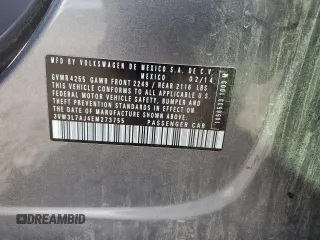 MFD BY VOLKSWAGEN DE MEXICO S.A. DE C.V.
MEXICO 02/14
GVWR 4255 GAWR FRONT 2249 / REAR 2116 LBS
THIS VEHICLE CONFORMS TO ALL APPLICABLE
FEDERAL MOTOR VEHICLE
SAFETY, BUMPER AND THEFT
PREVENTION STANDARDS IN EFFECT ON THE
DATE OF MANUFACTURE SHOWN ABOVE.
3VW3L7AJ4EM273755
PASSENGER CAR
DREAMBID